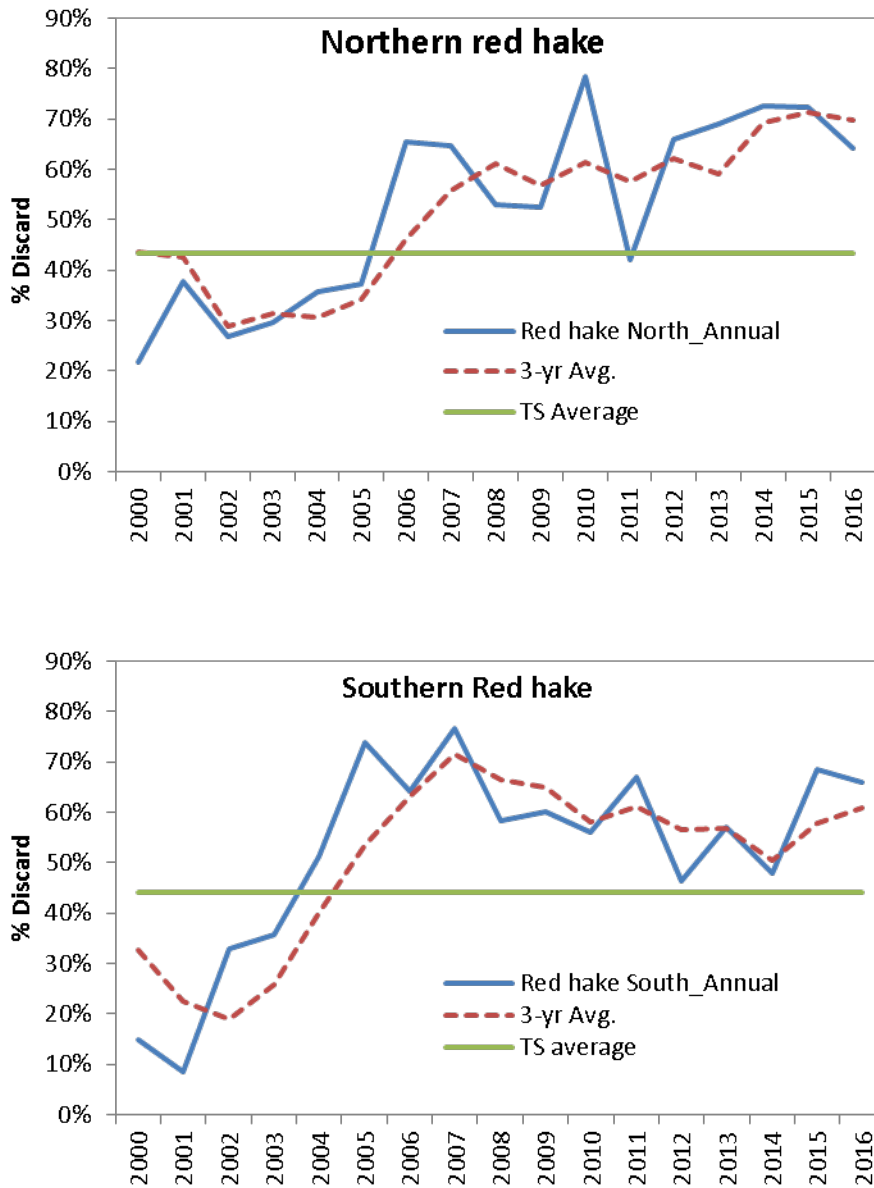 Northern red hake
90%
80%
70%
60%
50%
40%
30%
20%
10%
0%
% Discard
Red hake North_Annual
3-yr Avg.
TS Average
2000 2001 2002 2003 2004 2005 2006 2007 2008 2009 2010 2011 2012 2013 2014 2015 2016
Southern Red hake
90%
80%
70%
60%
50%
40%
30%
20%
10%
0%
% Discard
Red hake South_Annual
3-yr Avg.
TS average
2000 2001 2002 2003 2004 2005 2006 2007 2008 2009 2010 2011 2012 2013 2014 2015 2016